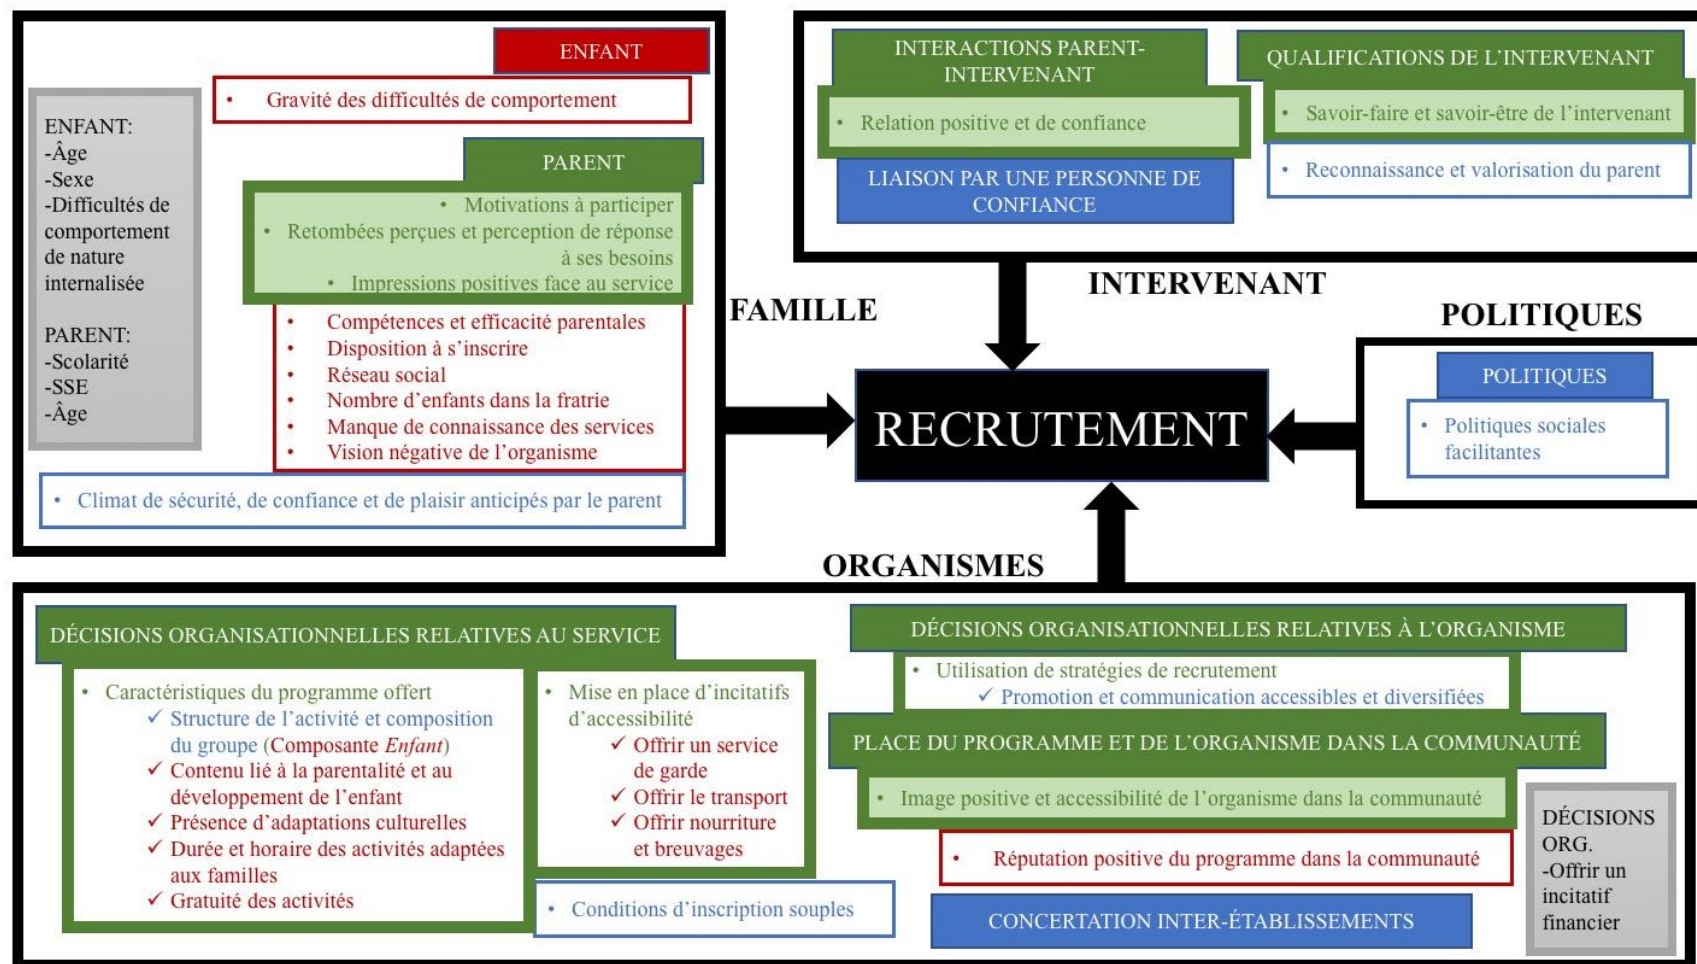 ENFANT
• Gravité des difficultés de comportement
ENFANT:
-Âge
-Sexe
-Difficultés de
comportement
de nature
internalisée
PARENT:
-Scolarité
-SSE
-Âge
PARENT
• Motivations à participer
• Retombées perçues et perception de réponse
à ses besoins
• Impressions positives face au service
• Compétences et efficacité parentales
• Disposition à s’inscrire
• Réseau social
• Nombre d’enfants dans la fratrie
• Manque de connaissance des services
• Vision négative de l’organisme
• Climat de sécurité, de confiance et de plaisir anticipés par le parent
FAMILLE
INTERACTIONS PARENT-
INTERVENANT
• Relation positive et de confiance
LIAISON PAR UNE PERSONNE DE
CONFIANCE
QUALIFICATIONS DE L’INTERVENANT
• Savoir-faire et savoir-être de l’intervenant
• Reconnaissance et valorisation du parent
INTERVENANT
POLITIQUES
POLITIQUES
• Politiques sociales
facilitantes
RECRUTEMENT
ORGANISMES
DÉCISIONS ORGANISATIONNELLES RELATIVES AU SERVICE
• Caractéristiques du programme offert
✓ Structure de l’activité et composition
du groupe (Composante Enfant)
✓ Contenu lié à la parentalité et au
développement de l’enfant
✓ Présence d’adaptations culturelles
✓ Durée et horaire des activités adaptées
aux familles
✓ Gratuité des activités
• Mise en place d’incitatifs
d’accessibilité
✓ Offrir un service
de garde
✓ Offrir le transport
✓ Offrir nourriture
et breuvages
• Conditions d’inscription souples
DÉCISIONS ORGANISATIONNELLES RELATIVES À L’ORGANISME
• Utilisation de stratégies de recrutement
✓ Promotion et communication accessibles et diversifiées
PLACE DU PROGRAMME ET DE L’ORGANISME DANS LA COMMUNAUTÉ
• Image positive et accessibilité de l’organisme dans la communauté
• Réputation positive du programme dans la communauté
CONCERTATION INTER-ÉTABLISSEMENTS
DÉCISIONS
ORG.
-Offrir un
incitatif
financier